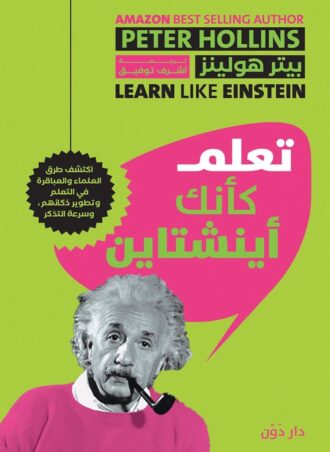 AMAZON BEST SELLING AUTHOR
PETER HOLLINS
بيتر هولينز
ترجمة
أشرف توفيق
LEARN LIKE EINSTEIN
تعلم
كأنك
أينشتاين
اكتشف طرق
العلماء والعباقرة
في التعلم
وتطوير ذكائهم،
وسرعة التذكر
دار دَوِّن